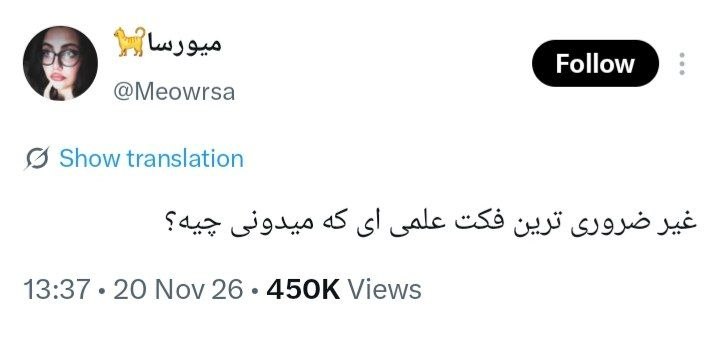 میورسا🐈
Follow
@Meowrsa
Show translation
غیر ضروری ترین فکت علمی ای که میدونی چیه؟
13:37 • 20 Nov 26 • 450K Views